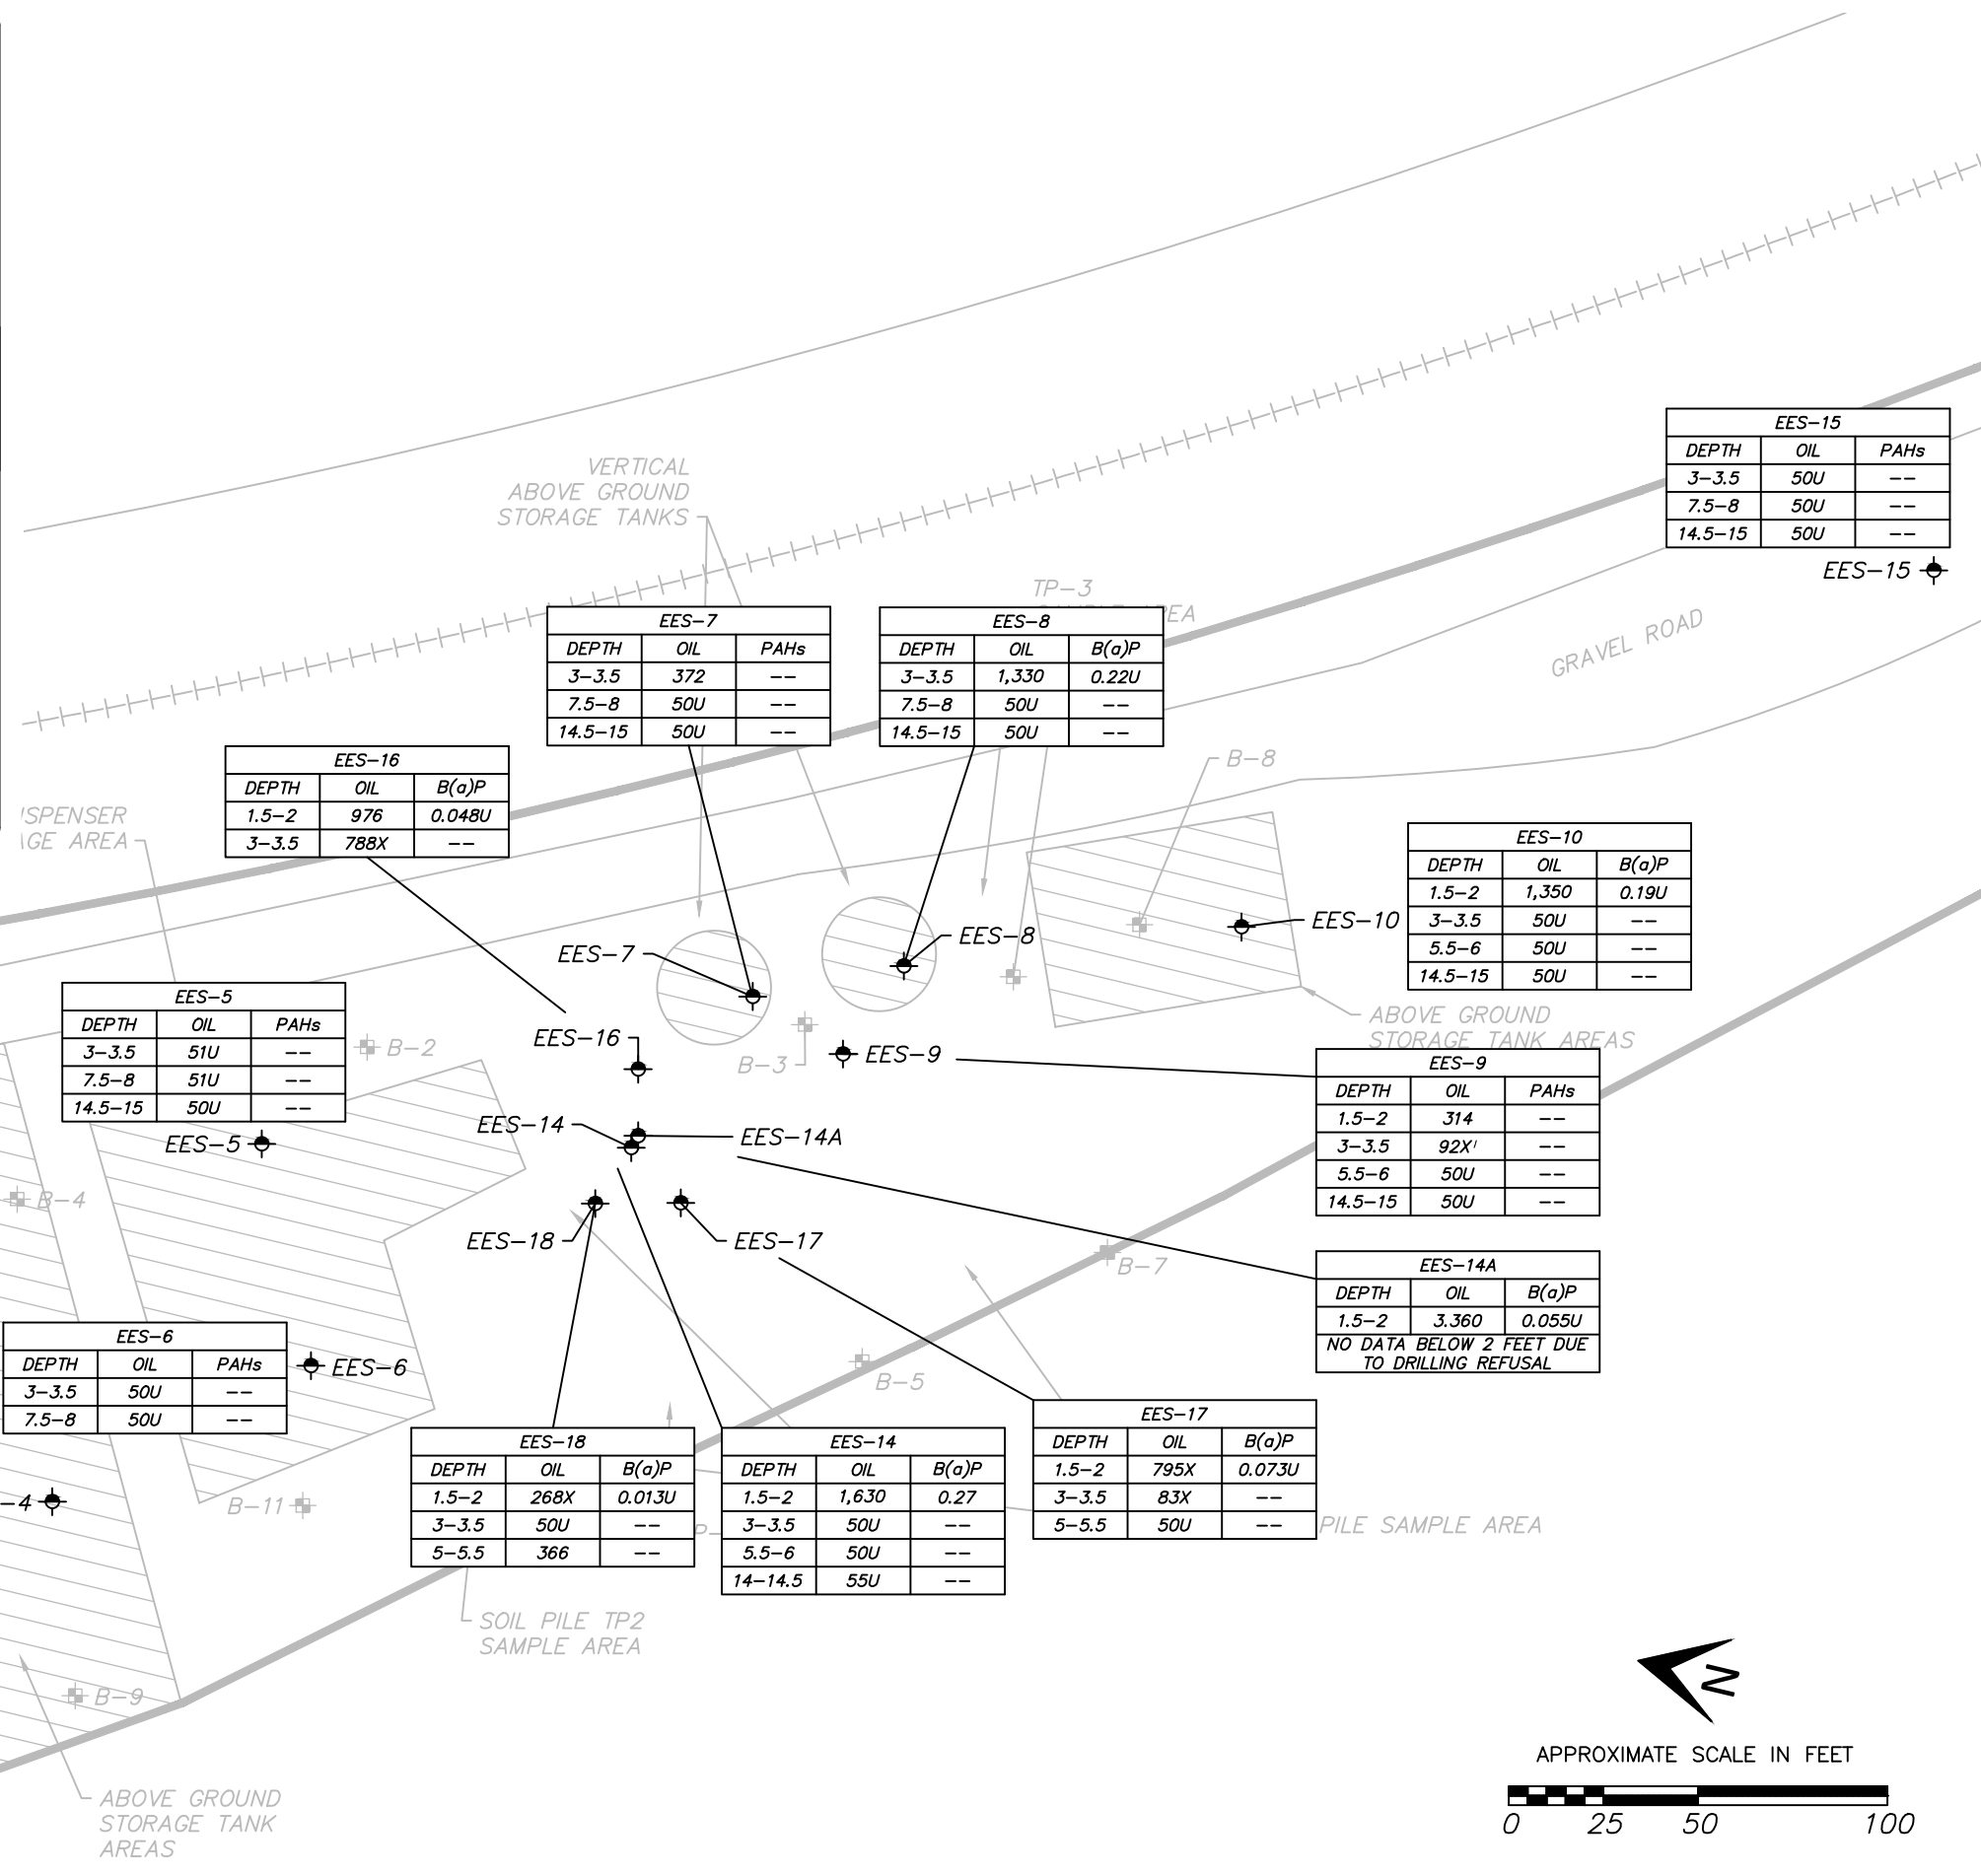 VERTICAL
ABOVE GROUND
STORAGE TANKS
TP-3
EES-15
DEPTH OIL PAHs
3-3.5 50U --
7.5-8 50U --
14.5-15 50U --
EES-15
GRAVEL ROAD
EES-7
DEPTH OIL PAHs
3-3.5 372 --
7.5-8 50U --
14.5-15 50U --
EES-8
DEPTH OIL B(a)P
3-3.5 1,330 0.22U
7.5-8 50U --
14.5-15 50U --
EES-16
DEPTH OIL B(a)P
1.5-2 976 0.048U
3-3.5 788X --
AREA
B-8
EES-10
DEPTH OIL B(a)P
1.5-2 1,350 0.19U
3-3.5 50U --
5.5-6 50U --
14.5-15 50U --
EES-7
EES-8
EES-10
EES-5
DEPTH OIL PAHs
3-3.5 51U --
7.5-8 51U --
14.5-15 50U --
B-2
EES-16
B-3
EES-9
ABOVE GROUND
STORAGE TANK AREAS
EES-9
DEPTH OIL PAHs
1.5-2 314 --
3-3.5 92X --
5.5-6 50U --
14.5-15 50U --
EES-5
EES-14
EES-14A
B-4
EES-18
EES-17
B-7
EES-14A
DEPTH OIL B(a)P
1.5-2 3.360 0.055U
NO DATA BELOW 2 FEET DUE
TO DRILLING REFUSAL
EES-6
DEPTH OIL PAHs
3-3.5 50U --
7.5-8 50U --
EES-6
B-5
EES-18
DEPTH OIL B(a)P
1.5-2 268X 0.013U
3-3.5 50U --
5-5.5 366 --
EES-14
DEPTH OIL B(a)P
1.5-2 1,630 0.27
3-3.5 50U --
5.5-6 50U --
14-14.5 55U --
EES-17
DEPTH OIL B(a)P
1.5-2 795X 0.073U
3-3.5 83X --
5-5.5 50U --
-4
B-11
PILE SAMPLE AREA
SOIL PILE TP2
SAMPLE AREA
B-9
ABOVE GROUND
STORAGE TANK
AREAS
N
APPROXIMATE SCALE IN FEET
0 25 50 100